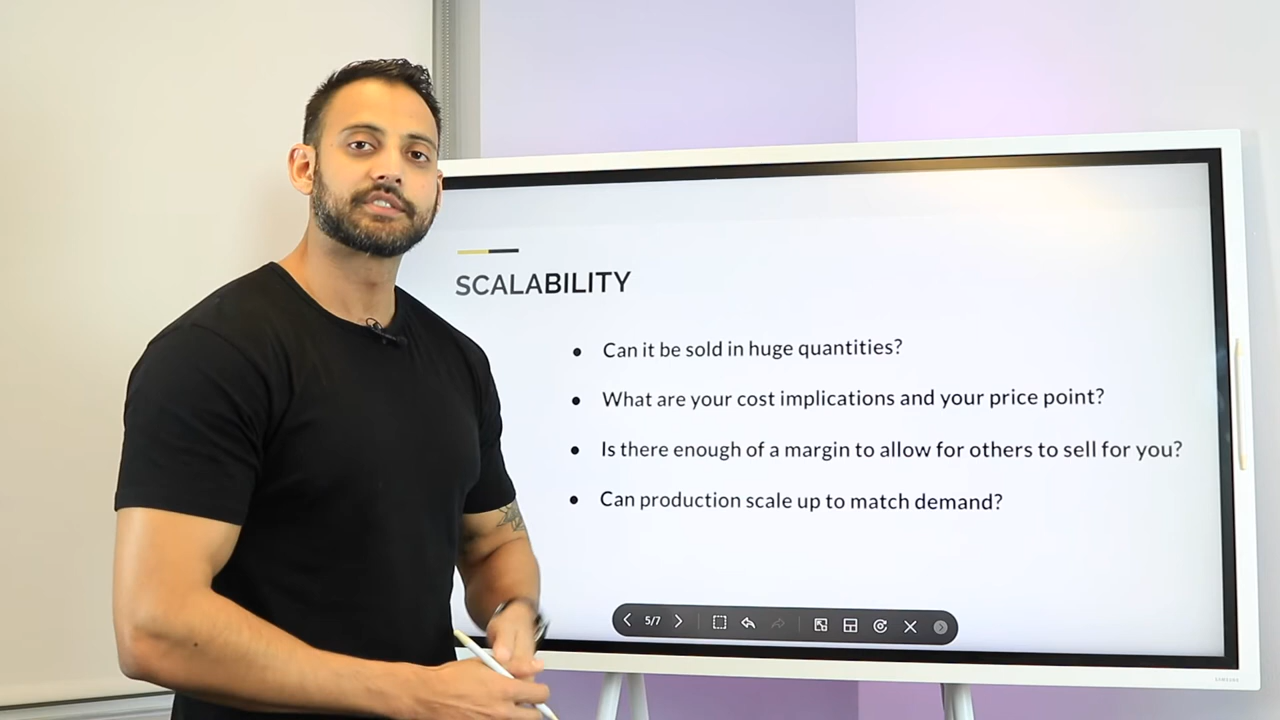 SCALABILITY
• Can it be sold in huge quantities?
• What are your cost implications and your price point?
• Is there enough of a margin to allow for others to sell for you?
• Can production scale up to match demand?
5/7
SAMSUNG